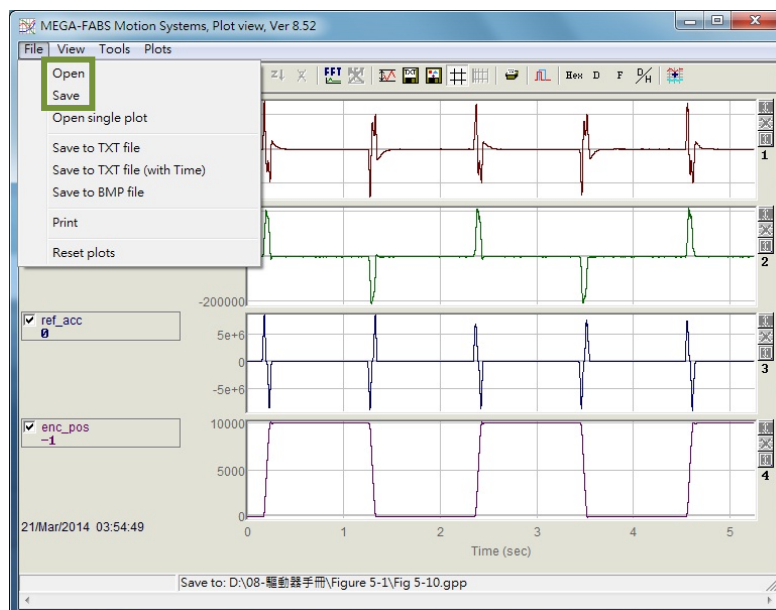 MEGA-FABS Motion Systems, Plot view, Ver 8.52
File View Tools Plots
Open
Save
Open single plot
Save to TXT file
Save to TXT file (with Time)
Save to BMP file
Print
Reset plots
FFT
Hex D F D/H
1
2
-200000
ref_acc
0
5e+6
0
-5e+6
3
enc_pos
-1
10000
5000
0
4
21/Mar/2014 03:54:49
0 1 2 3 4 5
Time (sec)
Save to: D:\08-驅動器手冊\Figure 5-1\Fig 5-10.gpp